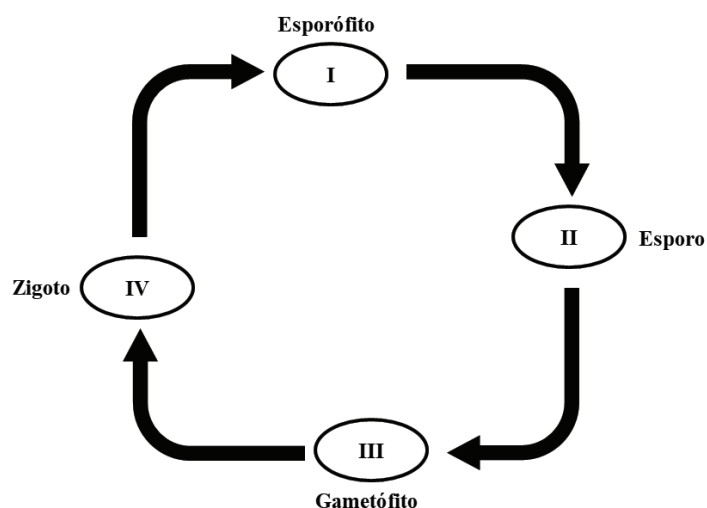 Esporófito
I
II
Esporo
Zigoto
IV
III
Gametófito